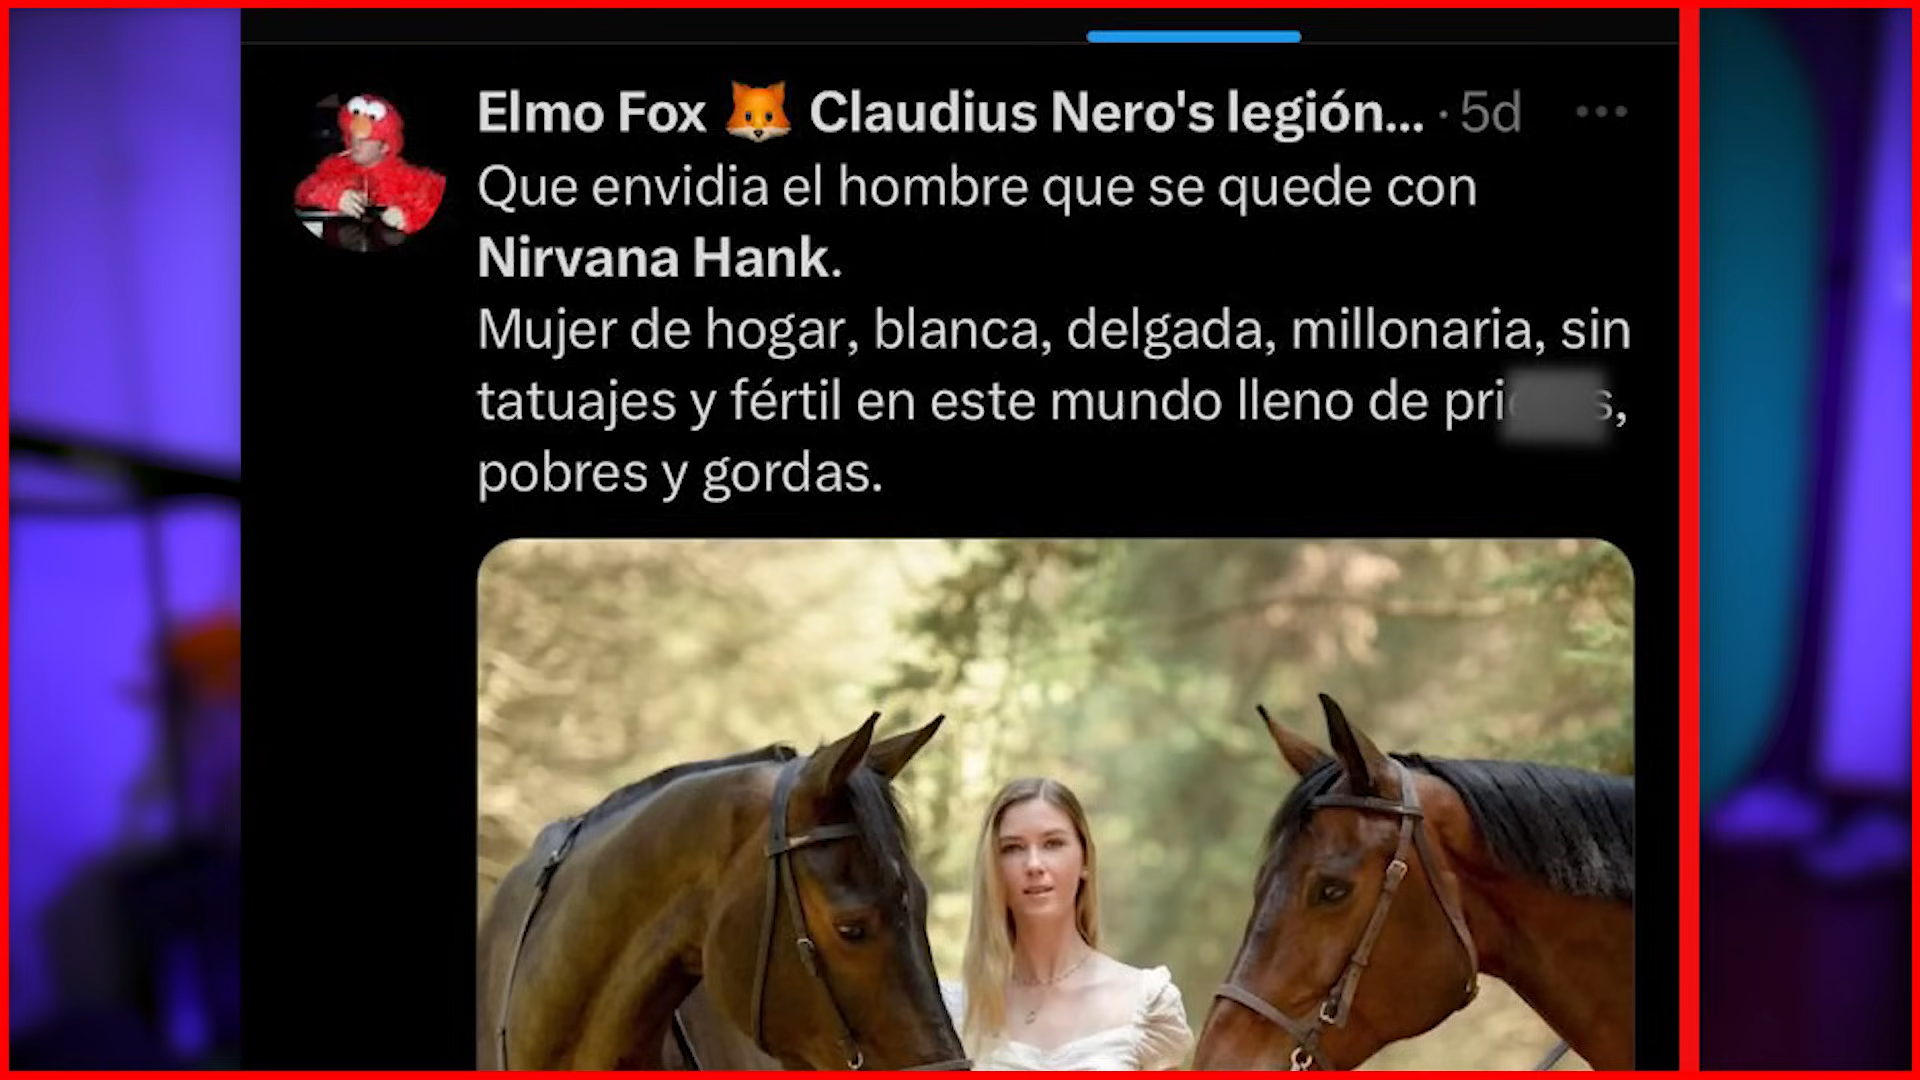 Elmo Fox 🦊 Claudius Nero's legión... · 5d
Que envidia el hombre que se quede con
Nirvana Hank.
Mujer de hogar, blanca, delgada, millonaria, sin
tatuajes y fértil en este mundo lleno de
pobres y gordas.